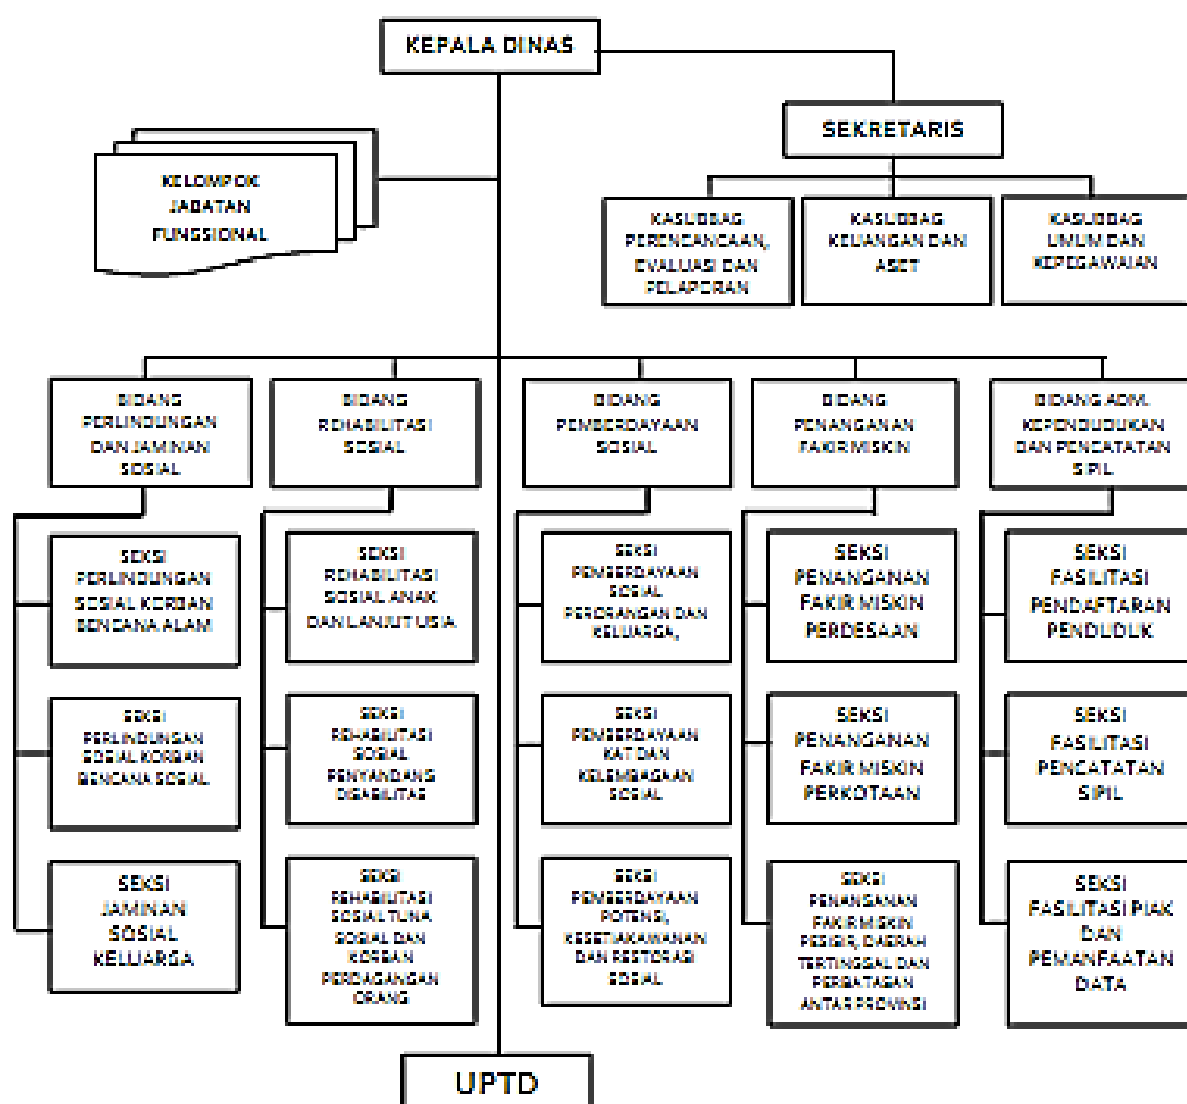 KEPALA DINAS
SEKRETARIS
KELOMPOK
JABATAN
FUNGSSIONAL
KASUBBAG
PERENCANCAAN,
EVALUASI DAN
PELAPORAN
KASUBBAG
KEUANGAN DAN
ASET
KASUBBAG
UMUM DAN
KEPEGAWAIAN
BIDANG
PERLINDUNGAN
DAN JAMINAN
SOSIAL
BIDANG
REHABILITASI
SOSIAL
BIDANG
PEMBERDAYAAN
SOSIAL
BIDANG
PENANGANAN
FAKIR MISKIN
BIDANG ADM.
KEPENDUDUKAN
DAN PENCATATAN
SIPIL
SEKSI
PERLINDUNGAN
SOSIAL KORBAN
BENCANA ALAM
SEKSI
REHABILITASI
SOSIAL ANAK
DAN LANJUT USIA
SEKSI
PEMBERDAYAAN
SOSIAL
PERORANGAN DAN
KELUARGA,
SEKSI
PENANGANAN
FAKIR MISKIN
PERDESAAN
SEKSI
FASILITASI
PENDAFTARAN
PENDUDUK
SEKSI
PERLINDUNGAN
SOSIAL KORBAN
BENCANA SOSIAL
SEKSI
REHABILITASI
SOSIAL
PENYANDANG
DISABILITAS
SEKSI
PEMBERDAYAAN
KAT DAN
KELEMBAGAAN
SOSIAL
SEKSI
PENANGANAN
FAKIR MISKIN
PERKOTAAN
SEKSI
FASILITASI
PENCATATAN
SIPIL
SEKSI
JAMINAN
SOSIAL
KELUARGA
SEKSI
REHABILITASI
SOSIAL TUNA
SOSIAL DAN
KORBAN
PERDAGANGAN
ORANG
SEKSI
PEMBERDAYAAN
POTENSI,
KESETIAKAWANAN
DAN RESTORASI
SOSIAL
SEKSI
PENANGANAN
FAKIR MISKIN
PESISIR, DAERAH
TERTINGGAL DAN
PERBATASAN
ANTAR PROVINSI
SEKSI
FASILITASI PIAK
DAN
PEMANFAATAN
DATA
UPTD